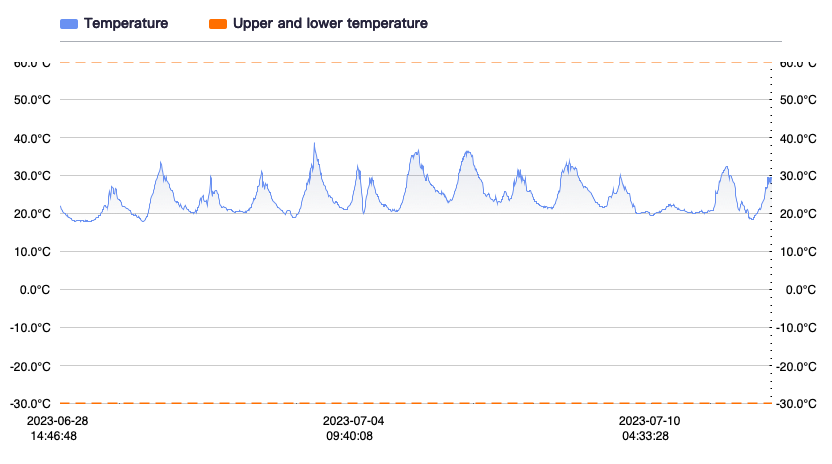 Temperature Upper and lower temperature
60.0°C 60.0°C
50.0°C 50.0°C
40.0°C 40.0°C
30.0°C 30.0°C
20.0°C 20.0°C
10.0°C 10.0°C
0.0°C 0.0°C
-10.0°C -10.0°C
-20.0°C -20.0°C
-30.0°C -30.0°C
2023-06-28 2023-07-04 2023-07-10
14:46:48 09:40:08 04:33:28